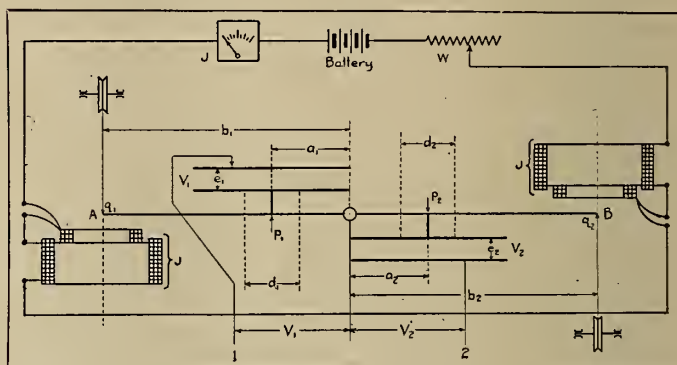 J
Battery
W
b₁
a₁
d₂
V₁
e₁
J
A
q₁
P₁
P₂
q₂
B
J
d₁
e₂
V₂
a₂
b₂
V₁
V₂
1
2